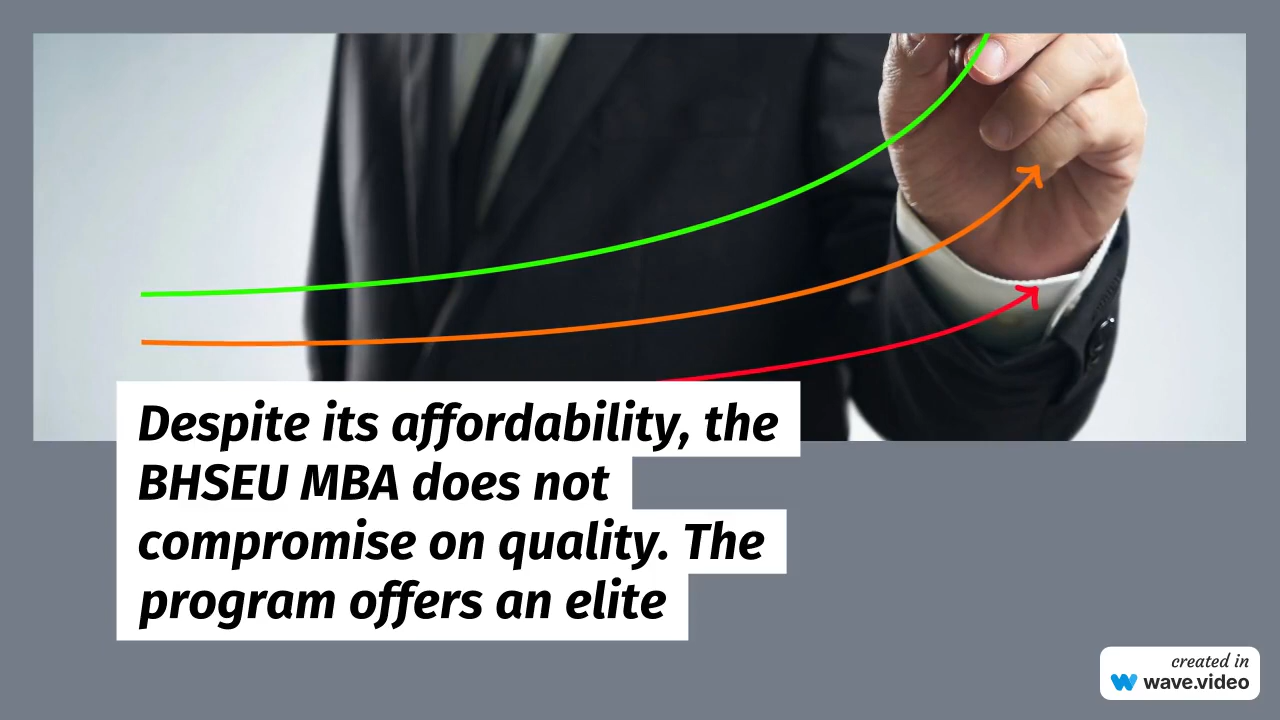 Despite its affordability, the
BHSEU MBA does not
compromise on quality. The
program offers an elite
created in
wave.video